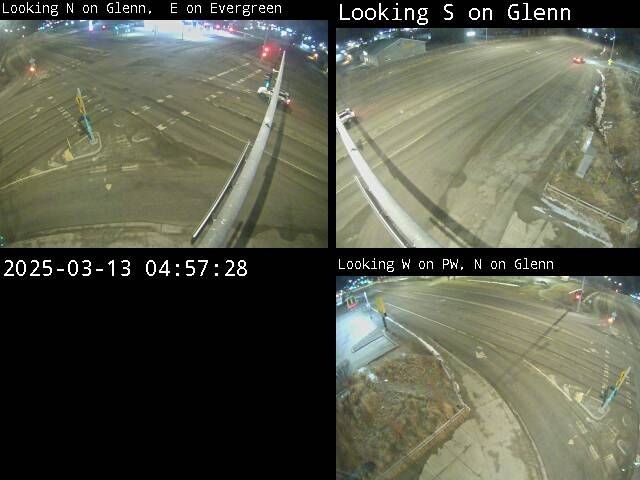 Looking N on Glenn,  E on Evergreen
Looking S on Glenn
2025-03-13 04:57:28
Looking W on PW, N on Glenn